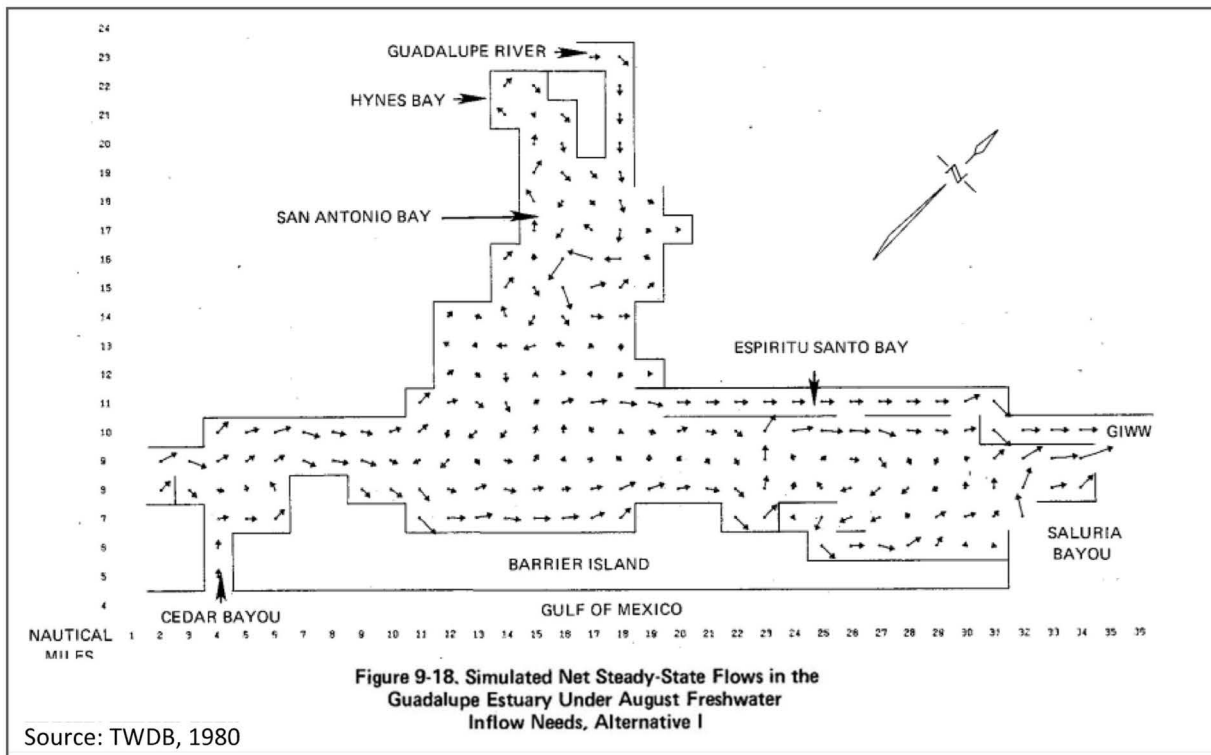 24
23
22
21
20
19
18
17
16
15
14
13
12
11
10
9
8
7
6
5
4
GUADALUPE RIVER
HYNES BAY
SAN ANTONIO BAY
N
ESPIRITU SANTO BAY
GIWW
SALURIA
BAYOU
BARRIER ISLAND
CEDAR BAYOU
GULF OF MEXICO
NAUTICAL
MILES
1 2 3 4 5 6 7 8 9 10 11 12 13 14 15 16 17 18 19 20 21 22 23 24 25 26 27 28 29 30 31 32 33 34 35 36
Figure 9-18. Simulated Net Steady-State Flows in the
Guadalupe Estuary Under August Freshwater
Inflow Needs, Alternative I
Source: TWDB, 1980